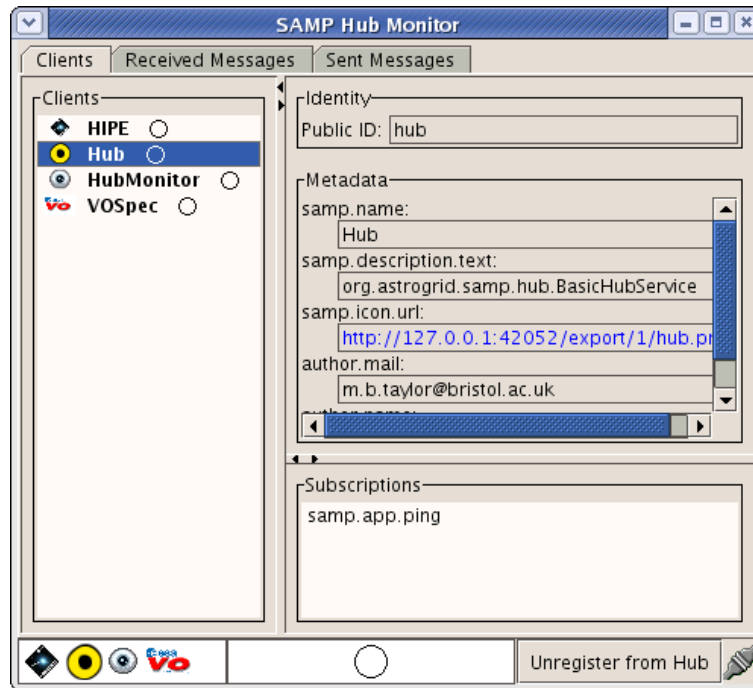 SAMP Hub Monitor
Clients
Received Messages
Sent Messages
Clients
HIPE
Hub
HubMonitor
VOSpec
Identity
Public ID: hub
Metadata
samp.name:
Hub
samp.description.text:
org.astrogrid.samp.hub.BasicHubService
samp.icon.url:
http://127.0.0.1:42052/export/1/hub.pr
author.mail:
m.b.taylor@bristol.ac.uk
Subscriptions
samp.app.ping
Unregister from Hub